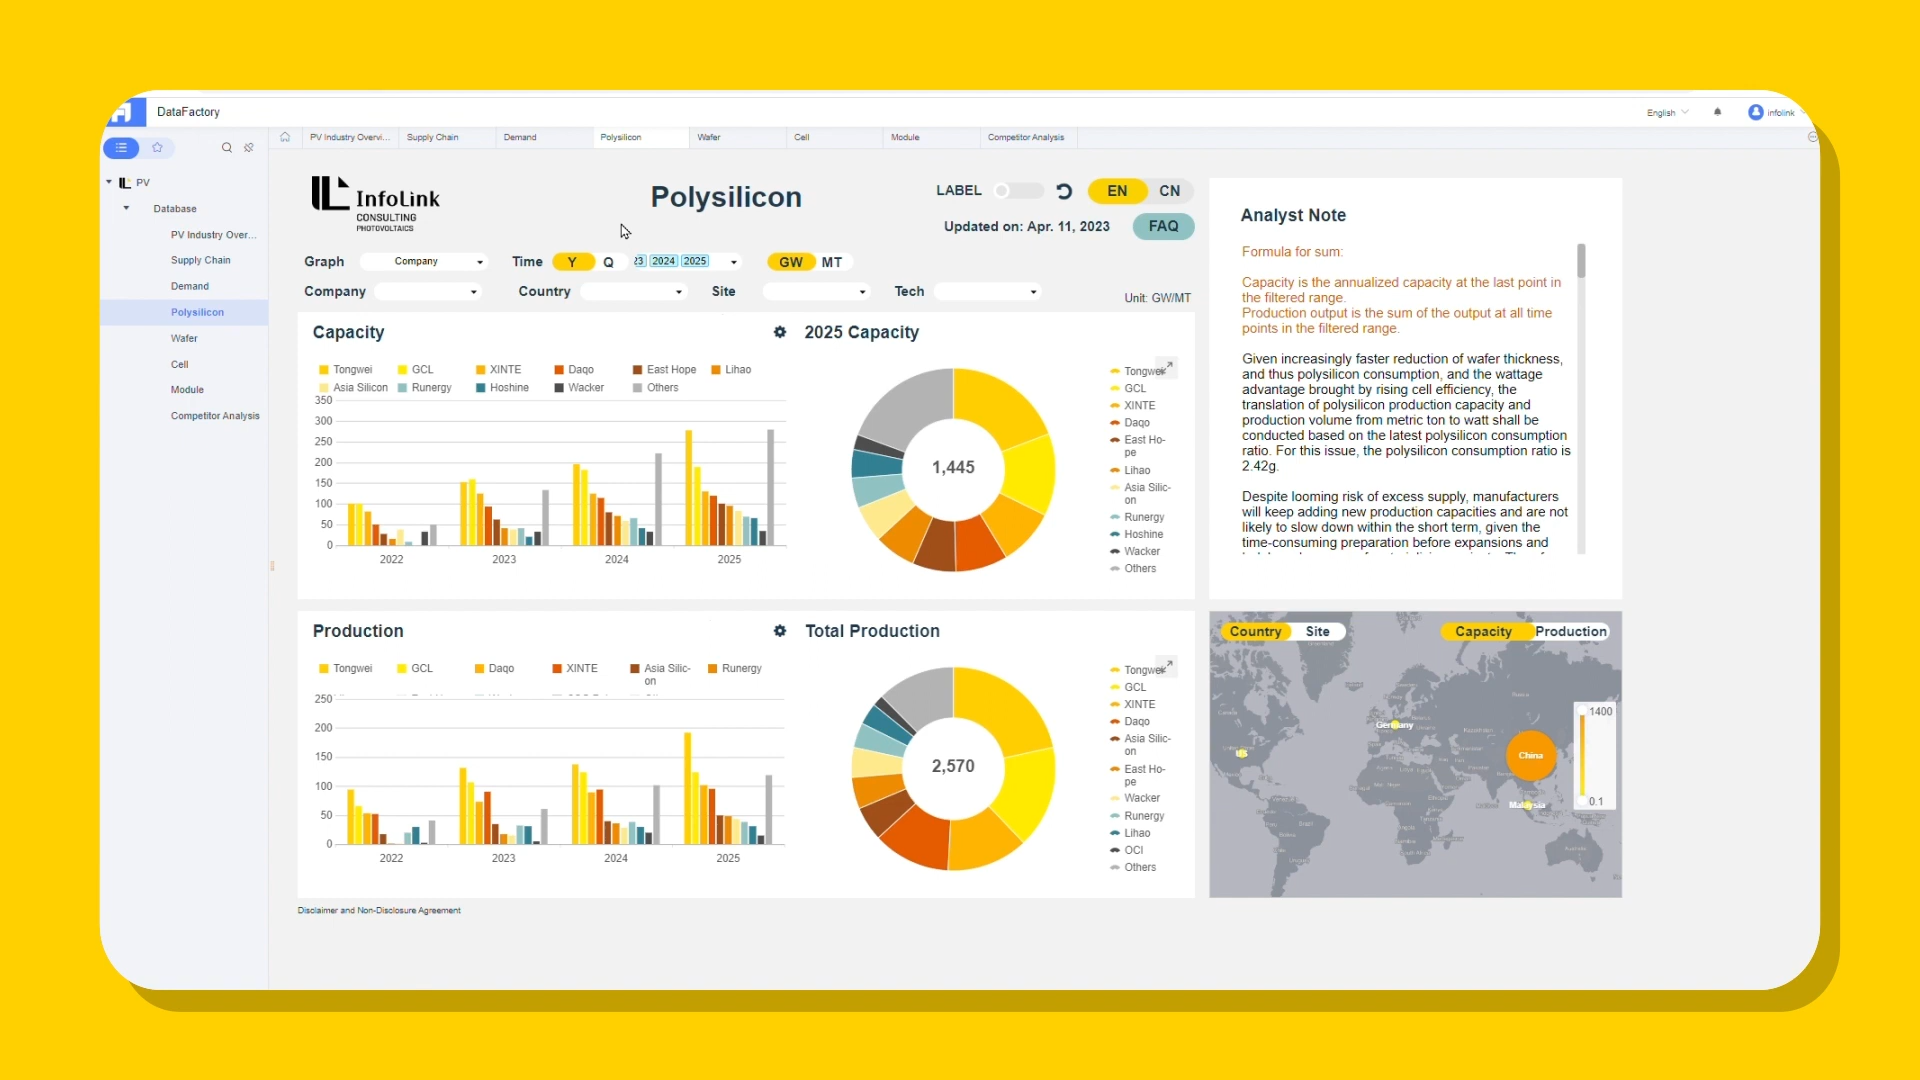 DataFactory
English
infolink
PV Industry Overvi...
Supply Chain
Demand
Polysilicon
Wafer
Cell
Module
Competitor Analysis
PV
Database
PV Industry Over...
Supply Chain
Demand
Polysilicon
Wafer
Cell
Module
Competitor Analysis
InfoLink
CONSULTING
PHOTOVOLTAICS
Polysilicon
LABEL
EN
CN
Updated on: Apr. 11, 2023
FAQ
Graph
Company
Time
Y
Q
2024
2025
GW
MT
Company
Country
Site
Tech
Unit: GW/MT
Capacity
Tongwei
GCL
XINTE
Daqo
East Hope
Lihao
Asia Silicon
Runergy
Hoshine
Wacker
Others
350
300
250
200
150
100
50
0
2022
2023
2024
2025
2025 Capacity
1,445
Tongwei
GCL
XINTE
Daqo
East Ho-
pe
Lihao
Asia Silic-
on
Runergy
Hoshine
Wacker
Others
Production
Tongwei
GCL
Daqo
XINTE
Asia Silic-
on
Runergy
250
200
150
100
50
0
2022
2023
2024
2025
Total Production
2,570
Tongwei
GCL
XINTE
Daqo
Asia Silic-
on
East Ho-
pe
Wacker
Runergy
Lihao
OCI
Others
Disclaimer and Non-Disclosure Agreement
Analyst Note
Formula for sum:
Capacity is the annualized capacity at the last point in
the filtered range.
Production output is the sum of the output at all time
points in the filtered range.
Given increasingly faster reduction of wafer thickness,
and thus polysilicon consumption, and the wattage
advantage brought by rising cell efficiency, the
translation of polysilicon production capacity and
production volume from metric ton to watt shall be
conducted based on the latest polysilicon consumption
ratio. For this issue, the polysilicon consumption ratio is
2.42g.
Despite looming risk of excess supply, manufacturers
will keep adding new production capacities and are not
likely to slow down within the short term, given the
time-consuming preparation before expansions and
Country
Site
Capacity
Production
Germany
US
China
Malaysia
1400
0.1